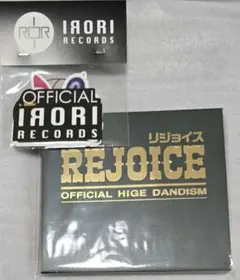 IRORI
RECORDS
OFFICIAL
IRORI
RECORDS
リジョイス
REJOICE
OFFICIAL HIGE DANDISM